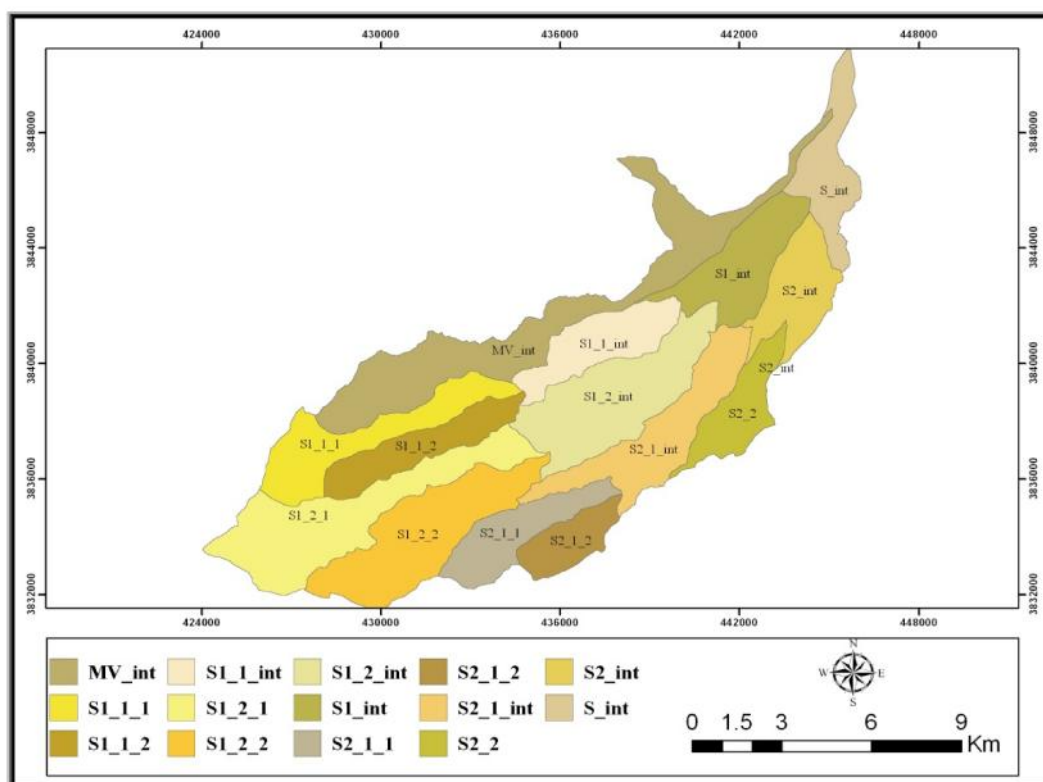 424000 430000 436000 442000 448000
3848000 3848000
S_int
3844000 3844000
S1_int
S2_int
S1_1_int
MV_int
3840000 3840000
S2_int
S1_2_int
S2_2
S1_1_1 S1_1_2
S2_1_int
3836000 3836000
S1_2_1
S1_2_2 S2_1_1
S2_1_2
3832000 3832000
424000 430000 436000 442000 448000
MV_int S1_1_int S1_2_int S2_1_2 S2_int
S1_1_1 S1_2_1 S1_int S2_1_int S_int
S1_1_2 S1_2_2 S2_1_1 S2_2
N
W E
S
0 1.5 3 6 9
Km